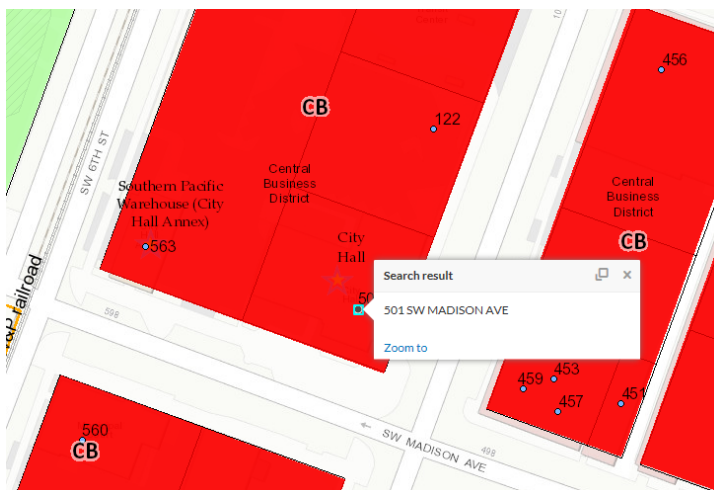 456
CB
122
SW 6TH ST
Central
Business
District
Southern Pacific
Warehouse (City
Hall Annex)
563
Central
Business
District
CB
City
Hall
Search result
501 SW MADISON AVE
Zoom to
598
railroad
459
453
457
451
560
CB
SW MADISON AVE
498